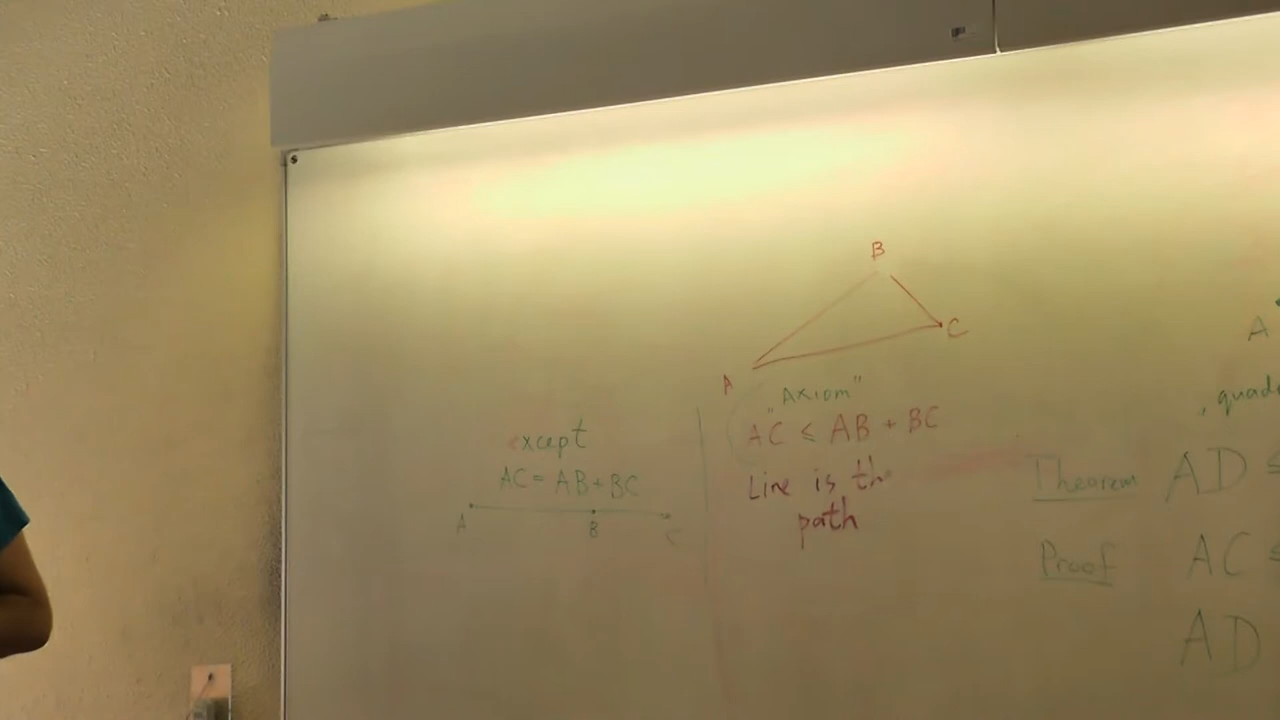 B
C
A
"Axiom"
AC ≤ AB + BC
Line is the
path
except
AC = AB + BC
A B C
A
, quad
Theorem AD ≤
Proof AC ≤
AD